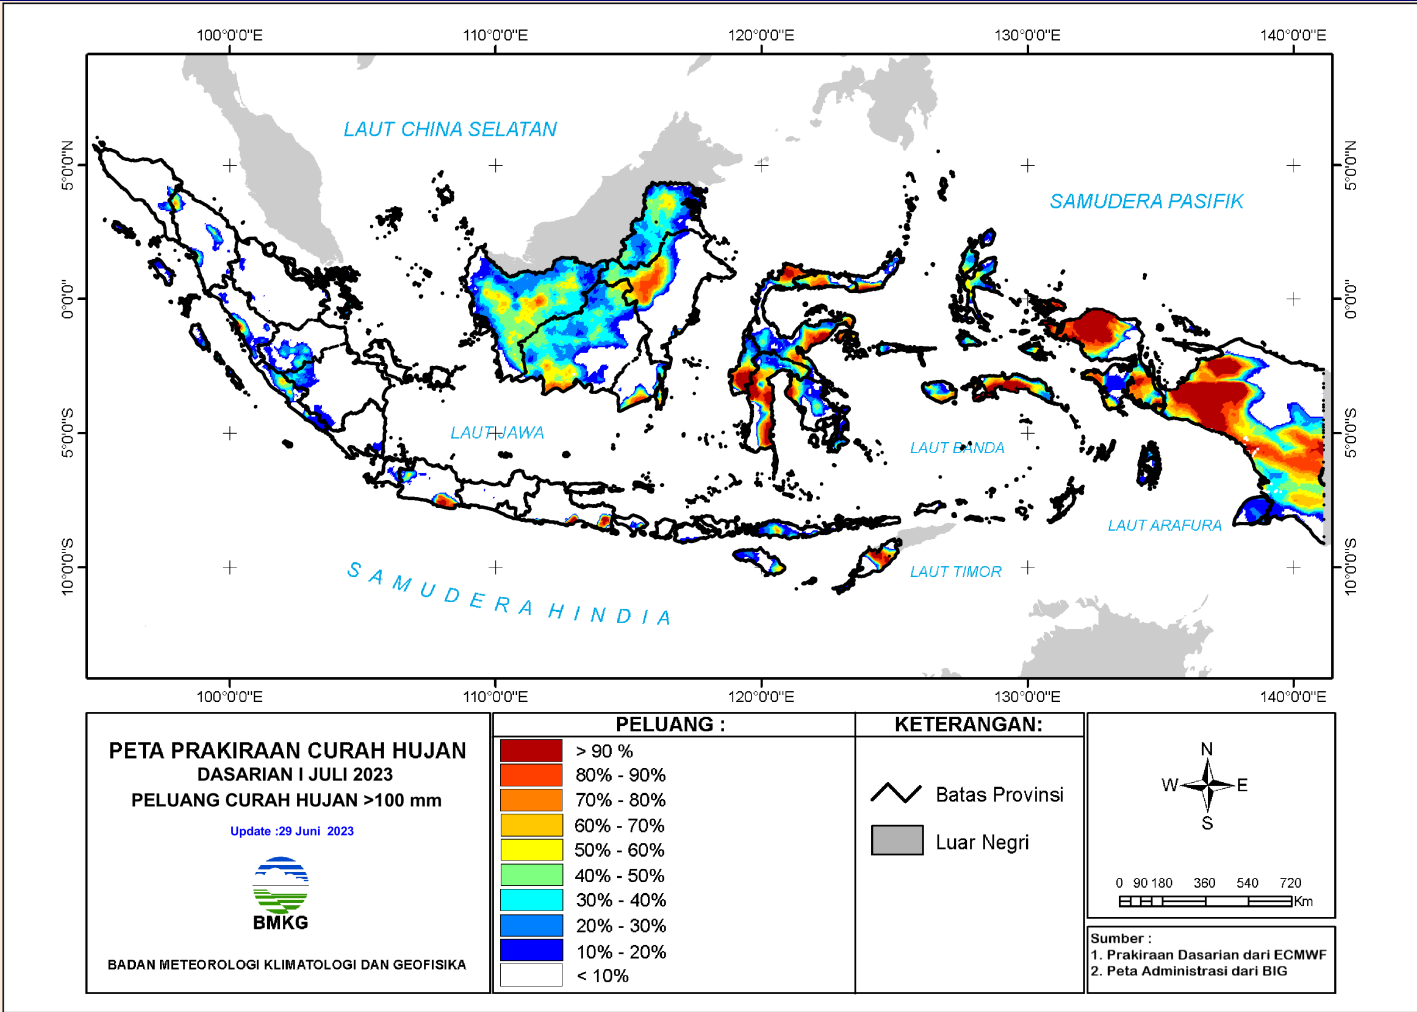 100°0'0"E 110°0'0"E 120°0'0"E 130°0'0"E 140°0'0"E
LAUT CHINA SELATAN
5°0'0"N 5°0'0"N
SAMUDERA PASIFIK
0°0'0" 0°0'0"
LAUT JAWA
5°0'0"S 5°0'0"S
LAUT BANDA
LAUT ARAFURA
10°0'0"S 10°0'0"S
LAUT TIMOR
SAMUDERA HINDIA
100°0'0"E 110°0'0"E 120°0'0"E 130°0'0"E 140°0'0"E
PETA PRAKIRAAN CURAH HUJAN
DASARIAN I JULI 2023
PELUANG CURAH HUJAN >100 mm
Update :29 Juni 2023
BMKG
BADAN METEOROLOGI KLIMATOLOGI DAN GEOFISIKA
PELUANG :
> 90 %
80% - 90%
70% - 80%
60% - 70%
50% - 60%
40% - 50%
30% - 40%
20% - 30%
10% - 20%
< 10%
KETERANGAN:
Batas Provinsi
Luar Negri
N
W E
S
0 90 180 360 540 720
Km
Sumber :
1. Prakiraan Dasarian dari ECMWF
2. Peta Administrasi dari BIG